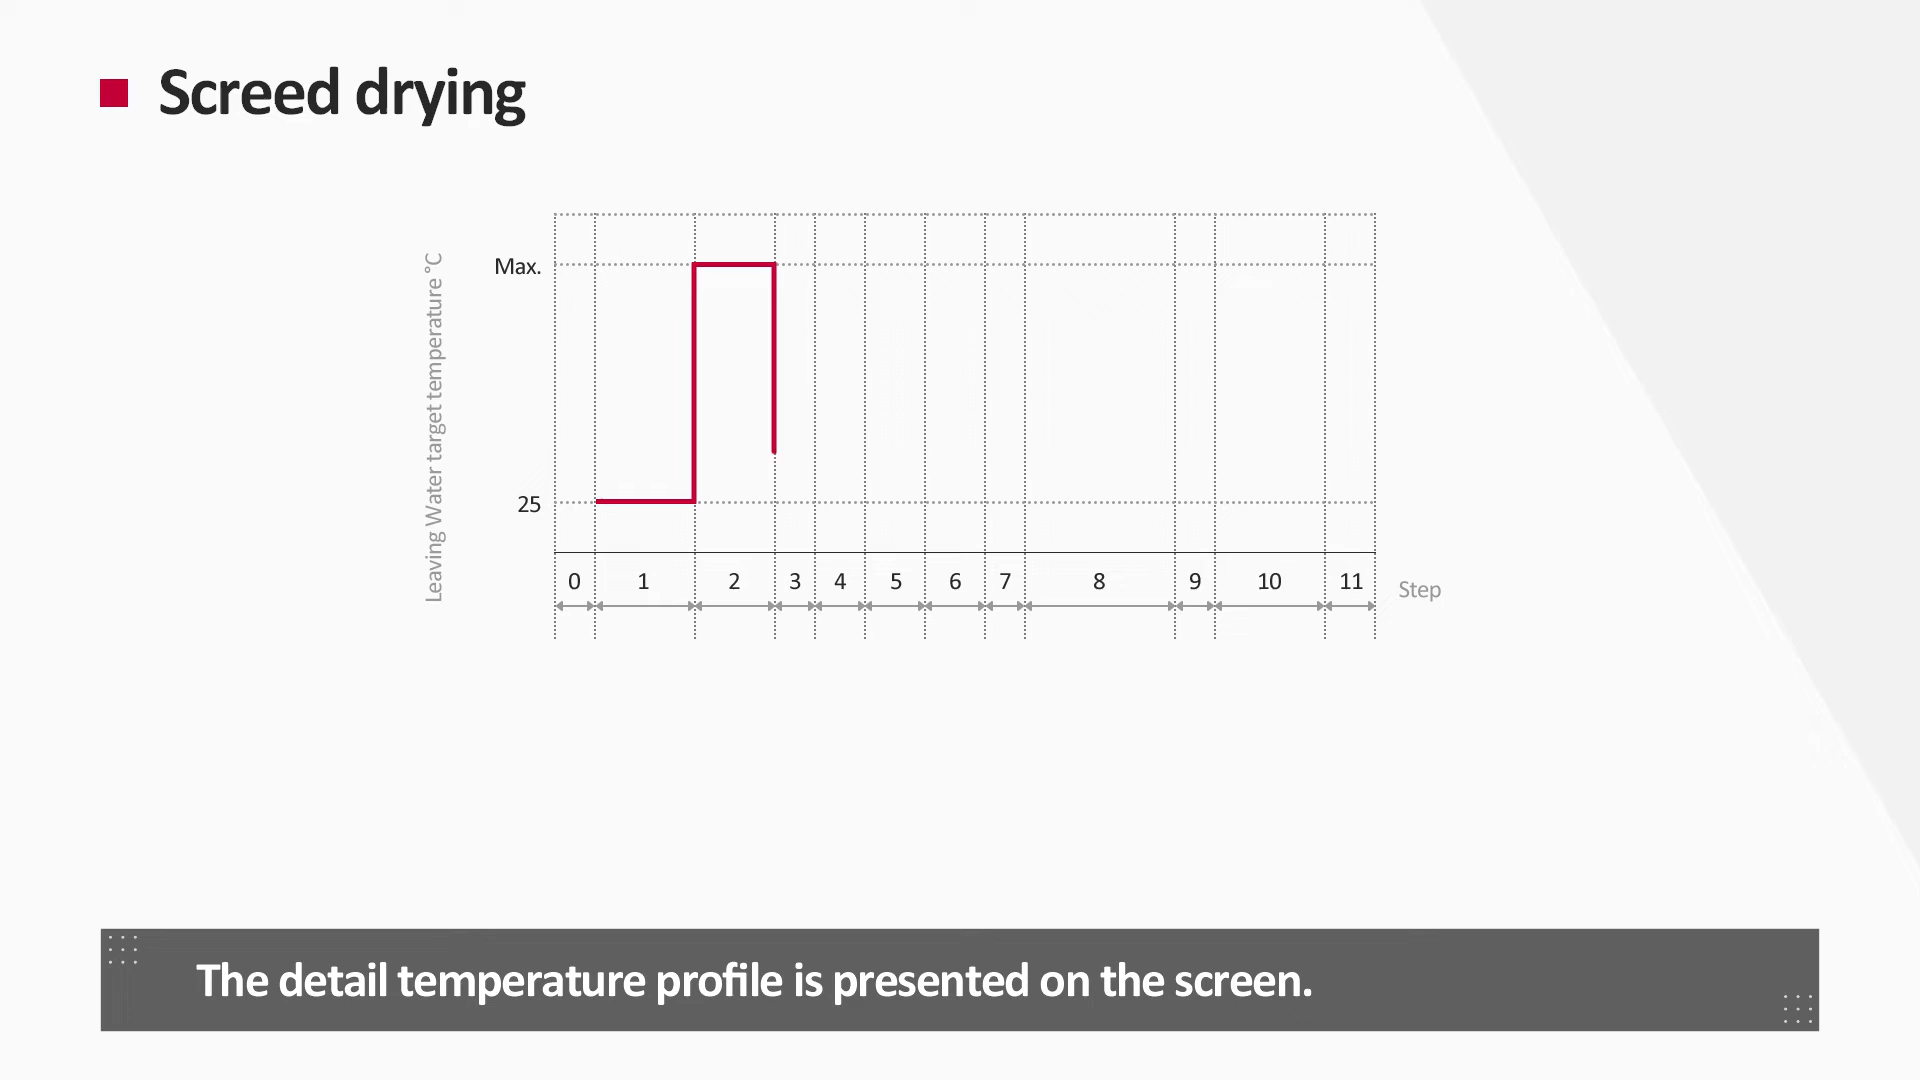 Screed drying
Leaving Water target temperature °C
Max.
25
0 1 2 3 4 5 6 7 8 9 10 11
Step
The detail temperature profile is presented on the screen.